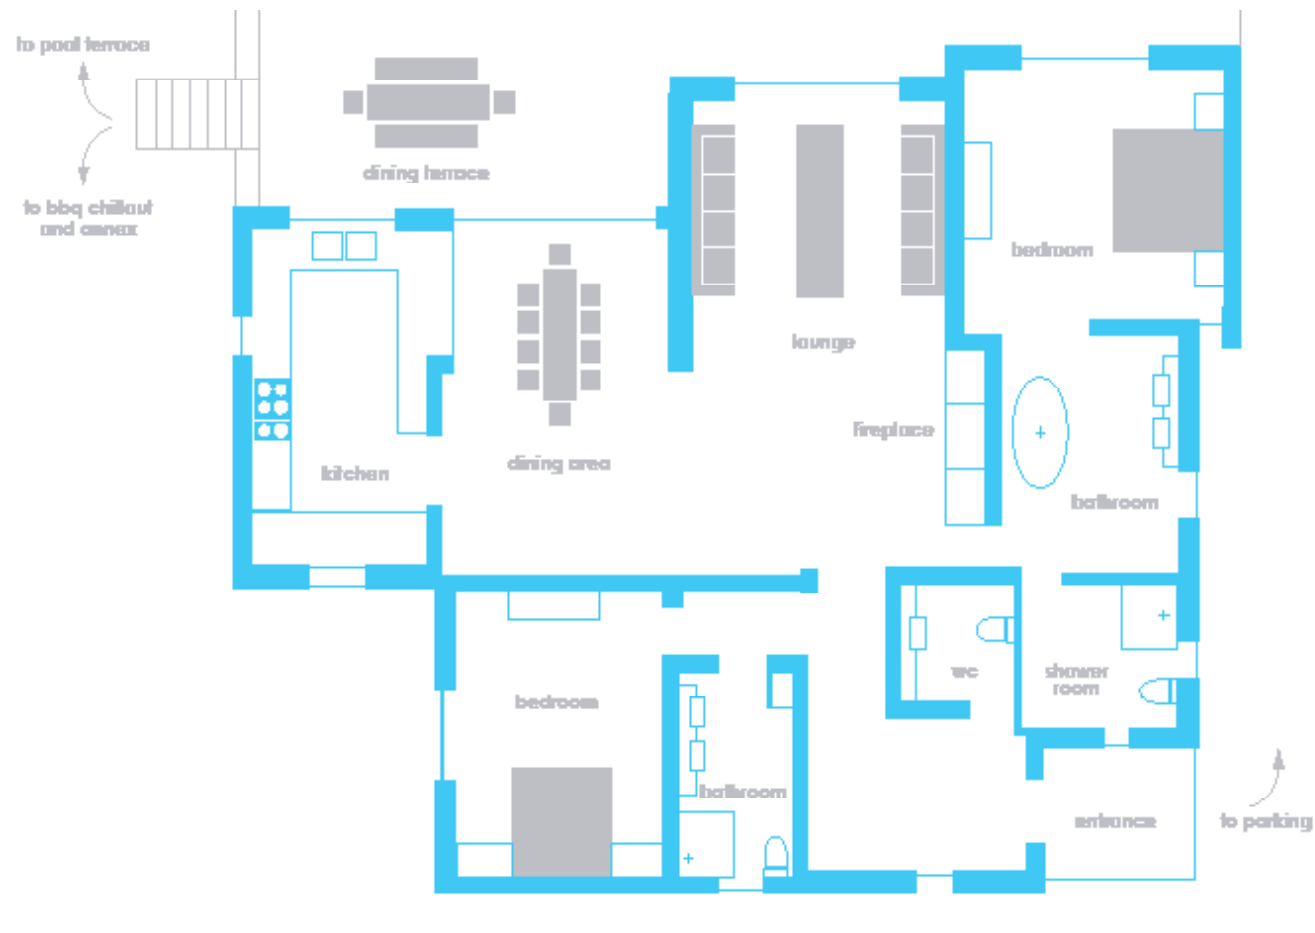 to pool terrace
dining terrace
to bbq chillout
and annex
bedroom
lounge
fireplace
dining area
kitchen
bathroom
wc
shower
room
bedroom
bathroom
entrance
to parking